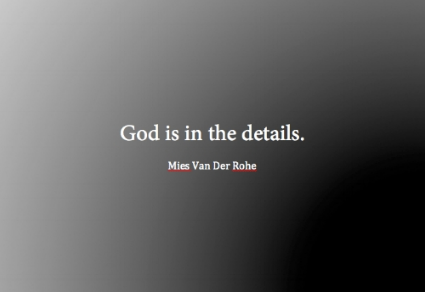 God is in the details.
Mies Van Der Rohe